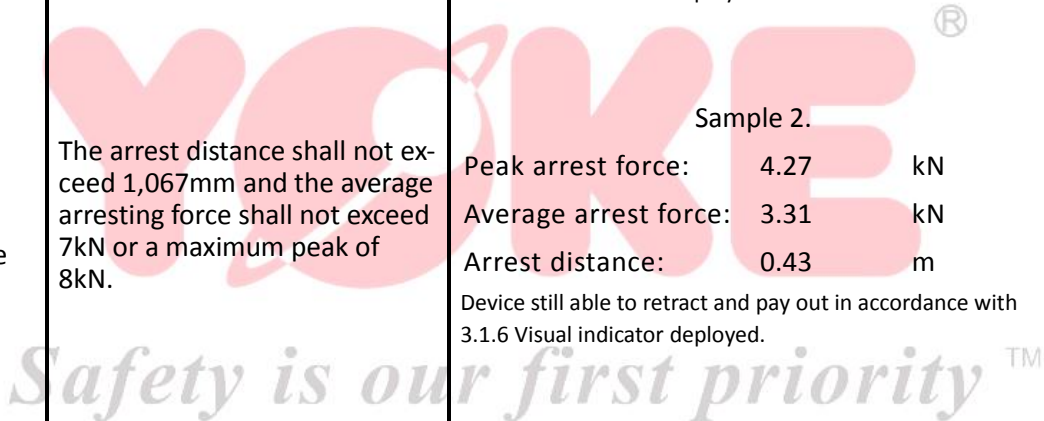 YOKE ®
The arrest distance shall not ex-
ceed 1,067mm and the average
arresting force shall not exceed
7kN or a maximum peak of
8kN.
Sample 2.
Peak arrest force: 4.27 kN
Average arrest force: 3.31 kN
Arrest distance: 0.43 m
Device still able to retract and pay out in accordance with
3.1.6 Visual indicator deployed.
Safety is our first priority ™